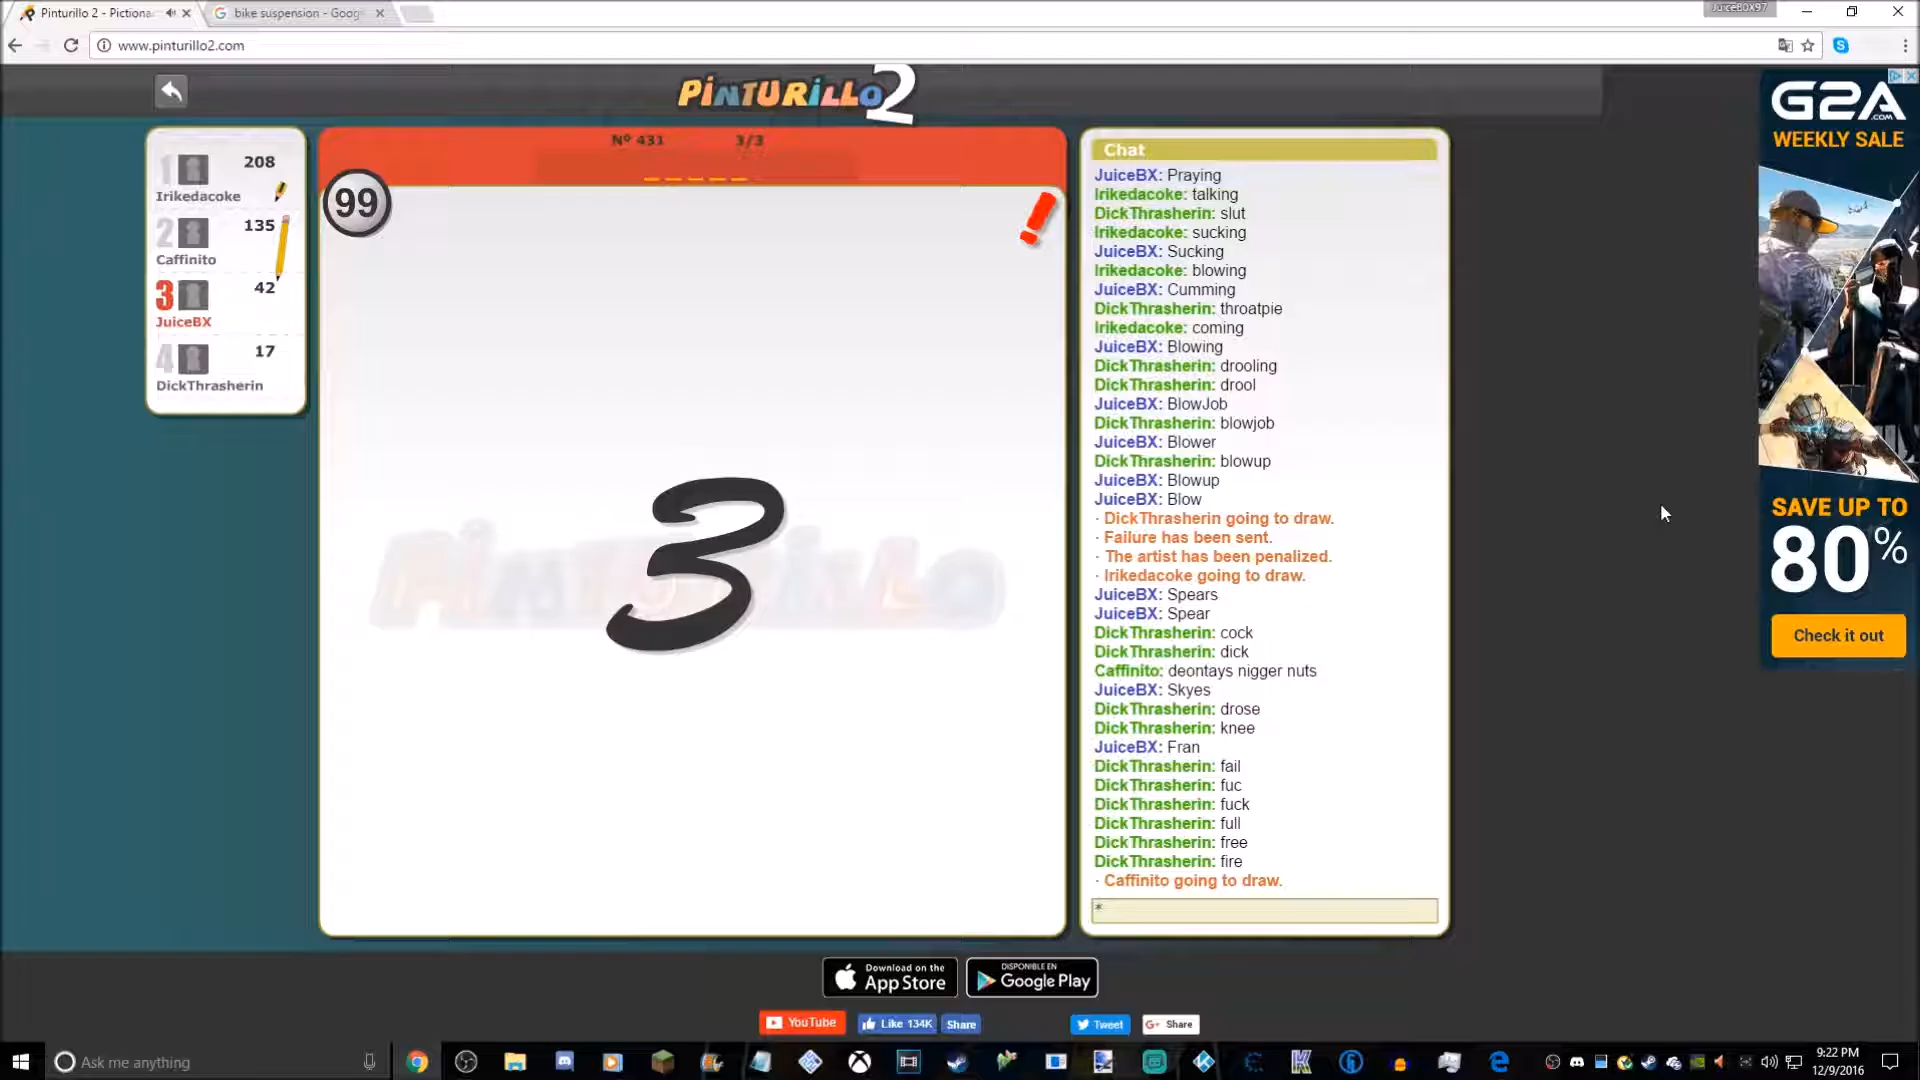 Pinturillo 2 - Pictiona
bike suspension - Goog
JuiceB0X97
www.pinturillo2.com
PiNTURiLLo2
G2A.COM
WEEKLY SALE
SAVE UP TO
80%
Check it out
1 208
Irikedacoke
2 135
Caffinito
3 42
JuiceBX
4 17
DickThrasherin
Nº 431 3/3
99
!
3
PiNTURiLLo
Chat
JuiceBX: Praying
Irikedacoke: talking
DickThrasherin: slut
Irikedacoke: sucking
JuiceBX: Sucking
Irikedacoke: blowing
JuiceBX: Cumming
DickThrasherin: throatpie
Irikedacoke: coming
JuiceBX: Blowing
DickThrasherin: drooling
DickThrasherin: drool
JuiceBX: BlowJob
DickThrasherin: blowjob
JuiceBX: Blower
DickThrasherin: blowup
JuiceBX: Blowup
JuiceBX: Blow
· DickThrasherin going to draw.
· Failure has been sent.
· The artist has been penalized.
· Irikedacoke going to draw.
JuiceBX: Spears
JuiceBX: Spear
DickThrasherin: cock
DickThrasherin: dick
Caffinito: deontays nigger nuts
JuiceBX: Skyes
DickThrasherin: drose
DickThrasherin: knee
JuiceBX: Fran
DickThrasherin: fail
DickThrasherin: fuc
DickThrasherin: fuck
DickThrasherin: full
DickThrasherin: free
DickThrasherin: fire
· Caffinito going to draw.
*
Download on the
App Store
DISPONIBLE EN
Google Play
YouTube
Like 134K
Share
Tweet
G+ Share
Ask me anything
9:22 PM
12/9/2016